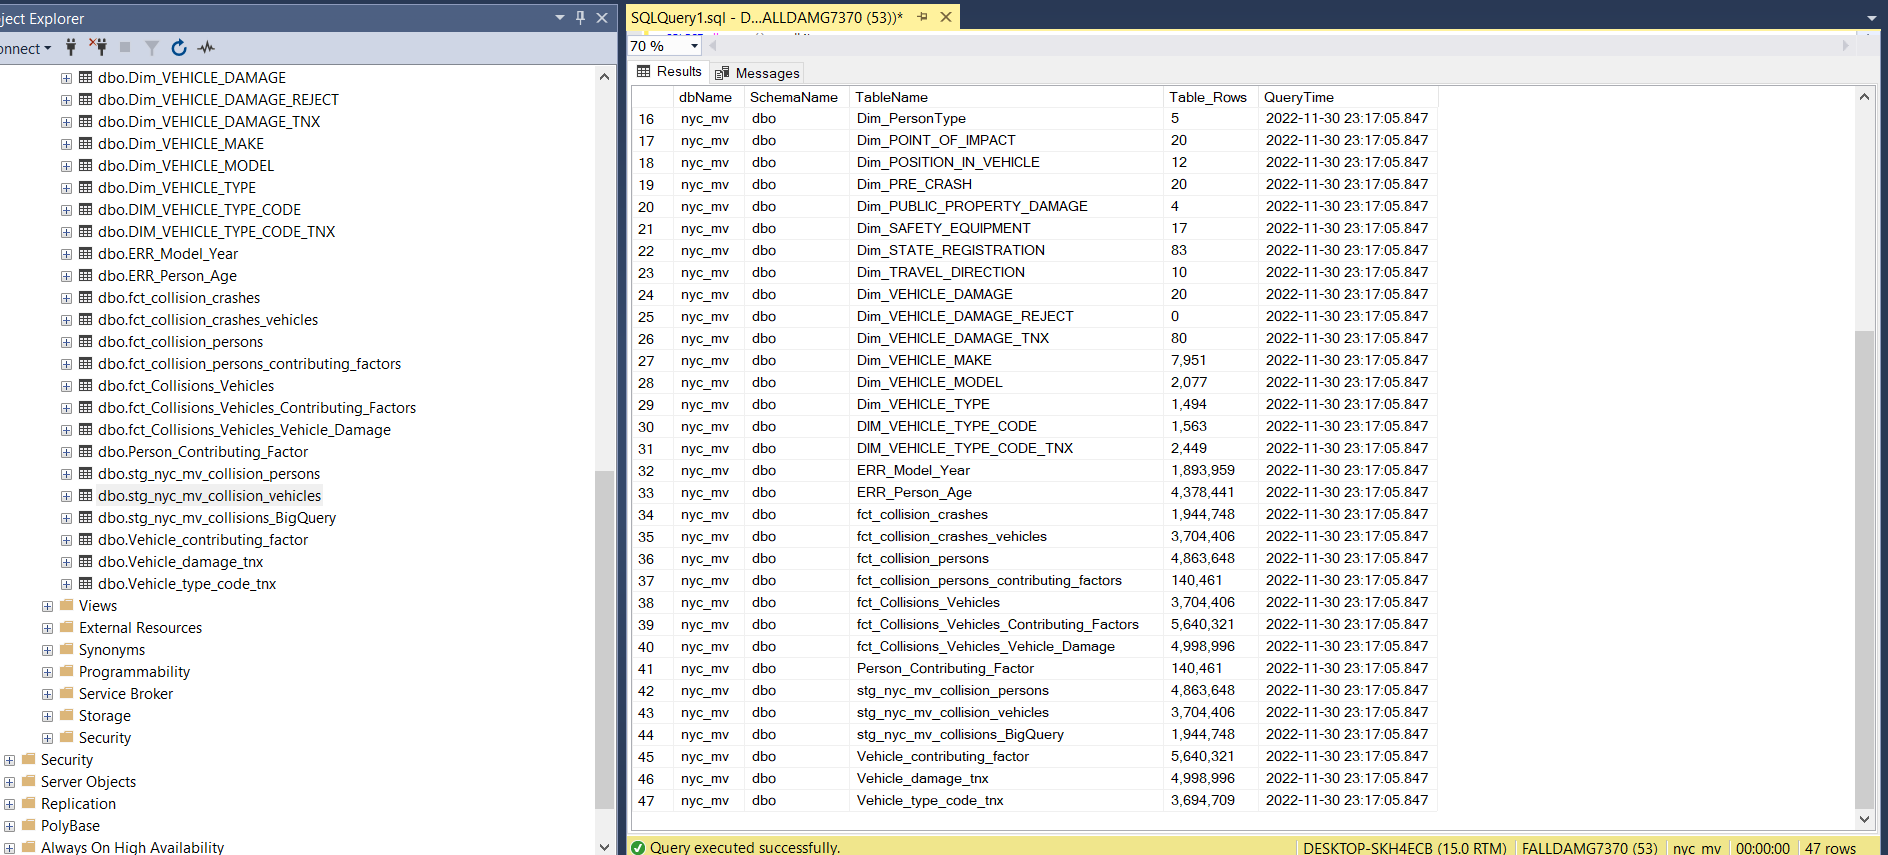 ject Explorer
onnect
dbo.Dim_VEHICLE_DAMAGE
dbo.Dim_VEHICLE_DAMAGE_REJECT
dbo.Dim_VEHICLE_DAMAGE_TNX
dbo.Dim_VEHICLE_MAKE
dbo.Dim_VEHICLE_MODEL
dbo.Dim_VEHICLE_TYPE
dbo.DIM_VEHICLE_TYPE_CODE
dbo.DIM_VEHICLE_TYPE_CODE_TNX
dbo.ERR_Model_Year
dbo.ERR_Person_Age
dbo.fct_collision_crashes
dbo.fct_collision_crashes_vehicles
dbo.fct_collision_persons
dbo.fct_collision_persons_contributing_factors
dbo.fct_Collisions_Vehicles
dbo.fct_Collisions_Vehicles_Contributing_Factors
dbo.fct_Collisions_Vehicles_Vehicle_Damage
dbo.Person_Contributing_Factor
dbo.stg_nyc_mv_collision_persons
dbo.stg_nyc_mv_collision_vehicles
dbo.stg_nyc_mv_collisions_BigQuery
dbo.Vehicle_contributing_factor
dbo.Vehicle_damage_tnx
dbo.Vehicle_type_code_tnx
Views
External Resources
Synonyms
Programmability
Service Broker
Storage
Security
Security
Server Objects
Replication
PolyBase
Always On High Availability
SQLQuery1.sql - D...ALLDAMG7370 (53))*
70 %
Results Messages
dbName SchemaName TableName Table_Rows QueryTime
16 nyc_mv dbo Dim_PersonType 5 2022-11-30 23:17:05.847
17 nyc_mv dbo Dim_POINT_OF_IMPACT 20 2022-11-30 23:17:05.847
18 nyc_mv dbo Dim_POSITION_IN_VEHICLE 12 2022-11-30 23:17:05.847
19 nyc_mv dbo Dim_PRE_CRASH 20 2022-11-30 23:17:05.847
20 nyc_mv dbo Dim_PUBLIC_PROPERTY_DAMAGE 4 2022-11-30 23:17:05.847
21 nyc_mv dbo Dim_SAFETY_EQUIPMENT 17 2022-11-30 23:17:05.847
22 nyc_mv dbo Dim_STATE_REGISTRATION 83 2022-11-30 23:17:05.847
23 nyc_mv dbo Dim_TRAVEL_DIRECTION 10 2022-11-30 23:17:05.847
24 nyc_mv dbo Dim_VEHICLE_DAMAGE 20 2022-11-30 23:17:05.847
25 nyc_mv dbo Dim_VEHICLE_DAMAGE_REJECT 0 2022-11-30 23:17:05.847
26 nyc_mv dbo Dim_VEHICLE_DAMAGE_TNX 80 2022-11-30 23:17:05.847
27 nyc_mv dbo Dim_VEHICLE_MAKE 7,951 2022-11-30 23:17:05.847
28 nyc_mv dbo Dim_VEHICLE_MODEL 2,077 2022-11-30 23:17:05.847
29 nyc_mv dbo Dim_VEHICLE_TYPE 1,494 2022-11-30 23:17:05.847
30 nyc_mv dbo DIM_VEHICLE_TYPE_CODE 1,563 2022-11-30 23:17:05.847
31 nyc_mv dbo DIM_VEHICLE_TYPE_CODE_TNX 2,449 2022-11-30 23:17:05.847
32 nyc_mv dbo ERR_Model_Year 1,893,959 2022-11-30 23:17:05.847
33 nyc_mv dbo ERR_Person_Age 4,378,441 2022-11-30 23:17:05.847
34 nyc_mv dbo fct_collision_crashes 1,944,748 2022-11-30 23:17:05.847
35 nyc_mv dbo fct_collision_crashes_vehicles 3,704,406 2022-11-30 23:17:05.847
36 nyc_mv dbo fct_collision_persons 4,863,648 2022-11-30 23:17:05.847
37 nyc_mv dbo fct_collision_persons_contributing_factors 140,461 2022-11-30 23:17:05.847
38 nyc_mv dbo fct_Collisions_Vehicles 3,704,406 2022-11-30 23:17:05.847
39 nyc_mv dbo fct_Collisions_Vehicles_Contributing_Factors 5,640,321 2022-11-30 23:17:05.847
40 nyc_mv dbo fct_Collisions_Vehicles_Vehicle_Damage 4,998,996 2022-11-30 23:17:05.847
41 nyc_mv dbo Person_Contributing_Factor 140,461 2022-11-30 23:17:05.847
42 nyc_mv dbo stg_nyc_mv_collision_persons 4,863,648 2022-11-30 23:17:05.847
43 nyc_mv dbo stg_nyc_mv_collision_vehicles 3,704,406 2022-11-30 23:17:05.847
44 nyc_mv dbo stg_nyc_mv_collisions_BigQuery 1,944,748 2022-11-30 23:17:05.847
45 nyc_mv dbo Vehicle_contributing_factor 5,640,321 2022-11-30 23:17:05.847
46 nyc_mv dbo Vehicle_damage_tnx 4,998,996 2022-11-30 23:17:05.847
47 nyc_mv dbo Vehicle_type_code_tnx 3,694,709 2022-11-30 23:17:05.847
Query executed successfully. DESKTOP-SKH4ECB (15.0 RTM) FALLDAMG7370 (53) nyc_mv 00:00:00 47 rows